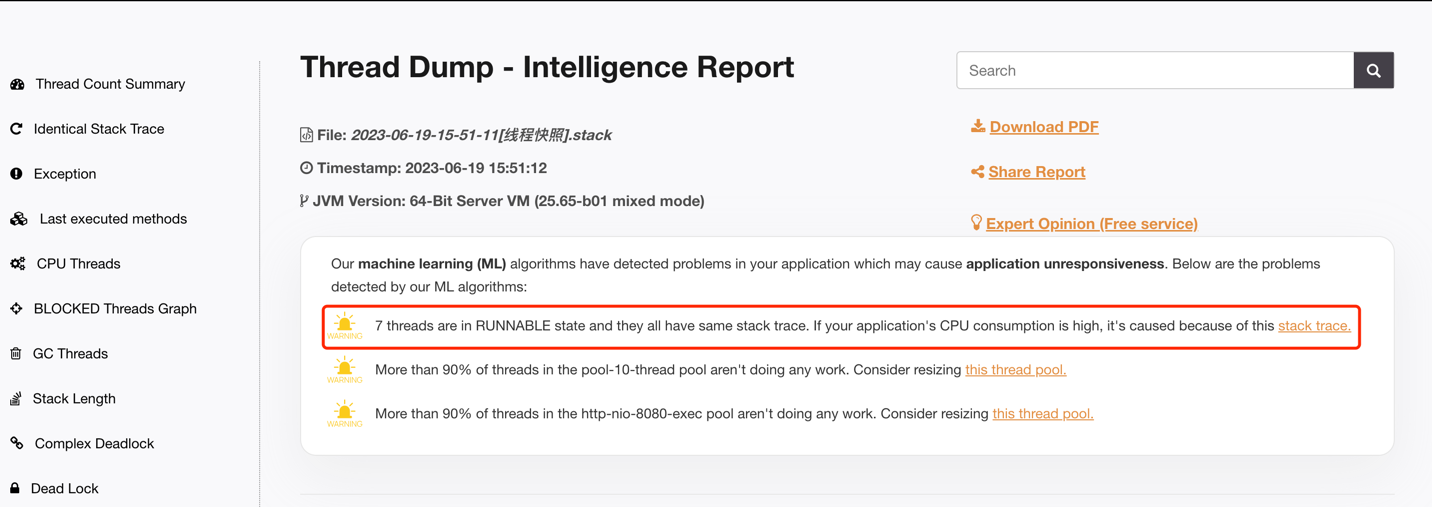 Thread Count Summary
Identical Stack Trace
Exception
Last executed methods
CPU Threads
BLOCKED Threads Graph
GC Threads
Stack Length
Complex Deadlock
Dead Lock
Thread Dump - Intelligence Report
File: 2023-06-19-15-51-11[线程快照].stack
Timestamp: 2023-06-19 15:51:12
JVM Version: 64-Bit Server VM (25.65-b01 mixed mode)
Search
Download PDF
Share Report
Expert Opinion (Free service)
Our machine learning (ML) algorithms have detected problems in your application which may cause application unresponsiveness. Below are the problems
detected by our ML algorithms:
WARNING
7 threads are in RUNNABLE state and they all have same stack trace. If your application's CPU consumption is high, it's caused because of this stack trace.
WARNING
More than 90% of threads in the pool-10-thread pool aren't doing any work. Consider resizing this thread pool.
WARNING
More than 90% of threads in the http-nio-8080-exec pool aren't doing any work. Consider resizing this thread pool.